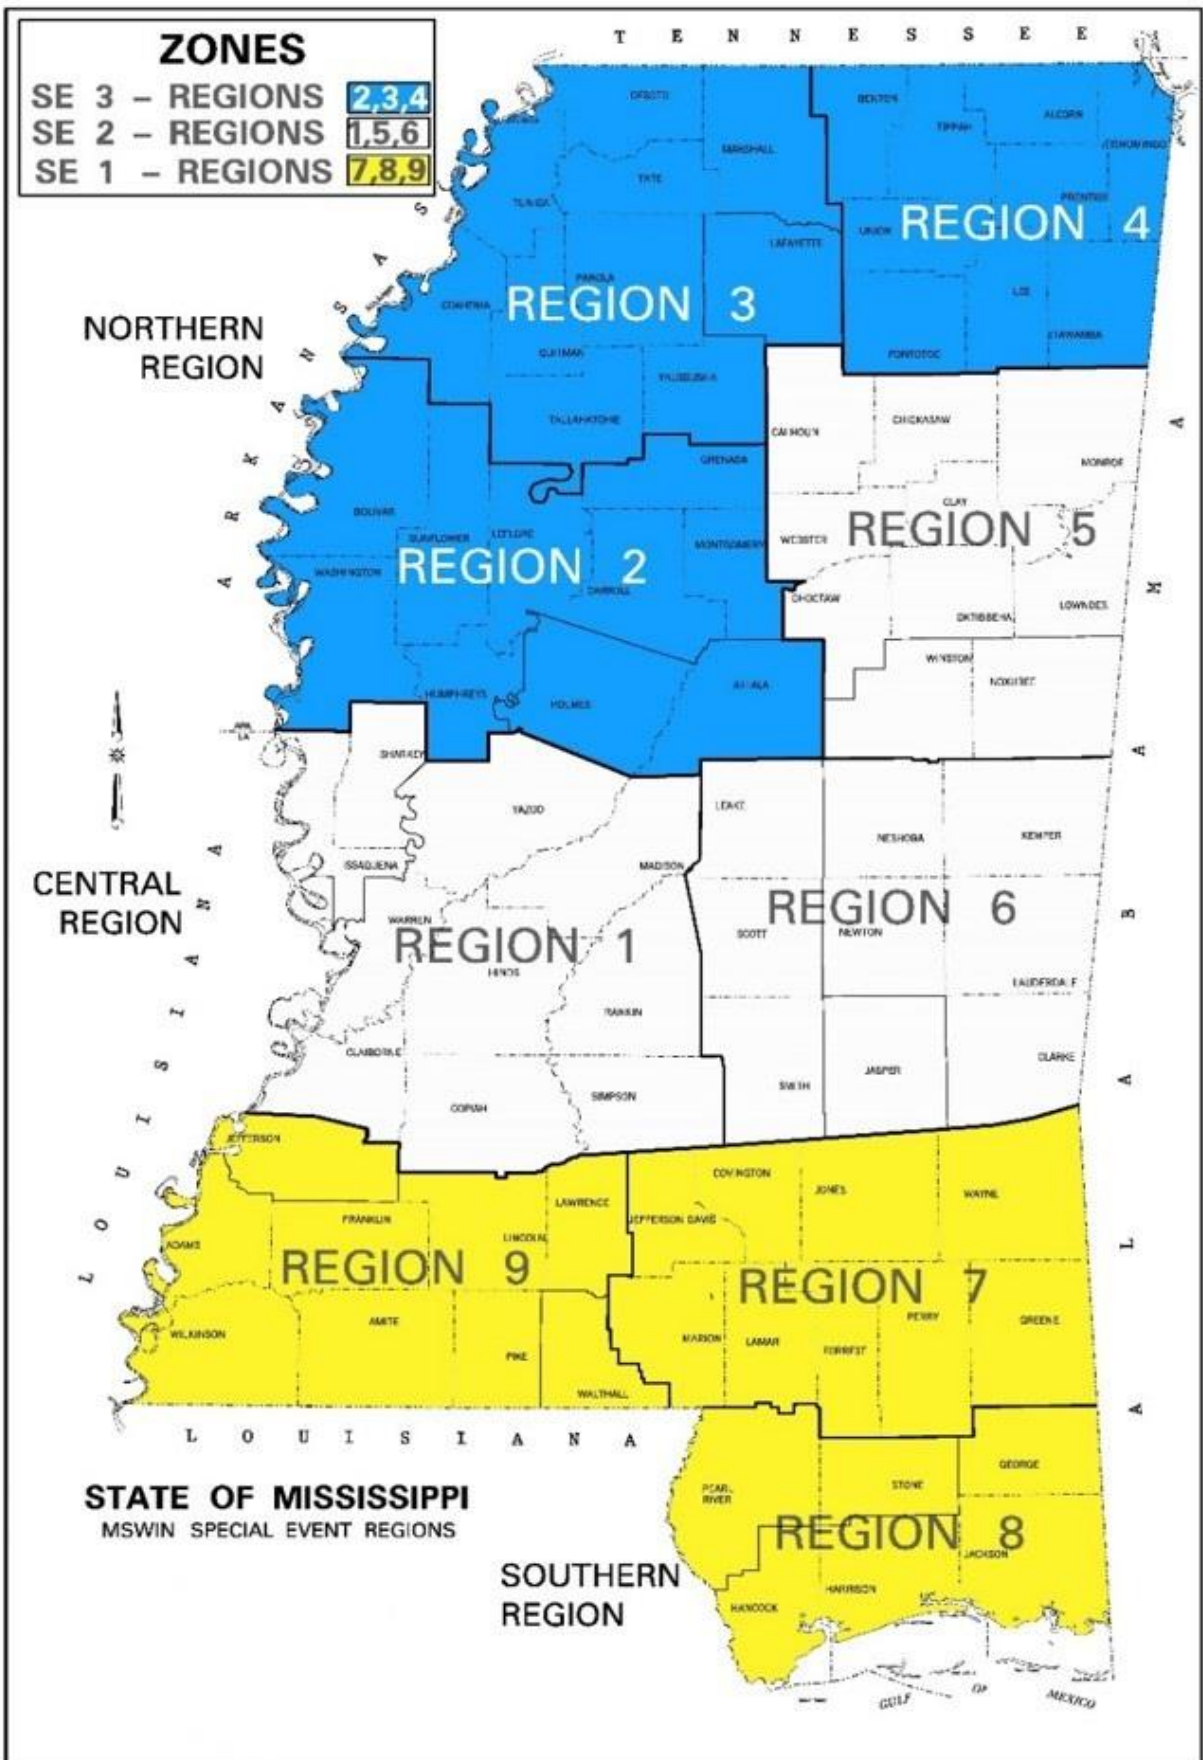 ZONES
SE 3 – REGIONS 2,3,4
SE 2 – REGIONS 1,5,6
SE 1 – REGIONS 7,8,9
TENNESSEE
ARKANSAS
LOUISIANA
ALABAMA
NORTHERN
REGION
DESOTO
BENTON
TIPPAH
ALCORN
TISHOMINGO
MARSHALL
TATE
TUNICA
PRENTISS
UNION
REGION 4
LAFAYETTE
PANOLA
COAHOMA
REGION 3
LEE
ITAWAMBA
PONTOTOC
QUITMAN
YALOBUSHA
TALLAHATCHIE
CALHOUN
CHICKASAW
GRENADA
MONROE
CLAY
BOLIVAR
SUNFLOWER
LEFLORE
MONTGOMERY
WEBSTER
REGION 5
WASHINGTON
REGION 2
CARROLL
CHOCTAW
OKTIBBEHA
LOWNDES
WINSTON
NOXUBEE
ATTALA
HUMPHREYS
HOLMES
ARK
LA
SHARKEY
YAZOO
LEAKE
NESHOBA
KEMPER
ISSAQUENA
MADISON
CENTRAL
REGION
WARREN
REGION 1
HINDS
REGION 6
SCOTT
NEWTON
LAUDERDALE
RANKIN
CLAIBORNE
CLARKE
SMITH
JASPER
COPIAH
SIMPSON
JEFFERSON
COVINGTON
JONES
WAYNE
LAWRENCE
FRANKLIN
LINCOLN
JEFFERSON DAVIS
ADAMS
REGION 9
REGION 7
WILKINSON
AMITE
PIKE
WALTHALL
MARION
LAMAR
FORREST
PERRY
GREENE
LOUISIANA
STATE OF MISSISSIPPI
MSWIN SPECIAL EVENT REGIONS
PEARL
RIVER
STONE
GEORGE
REGION 8
JACKSON
HARRISON
HANCOCK
SOUTHERN
REGION
GULF OF MEXICO